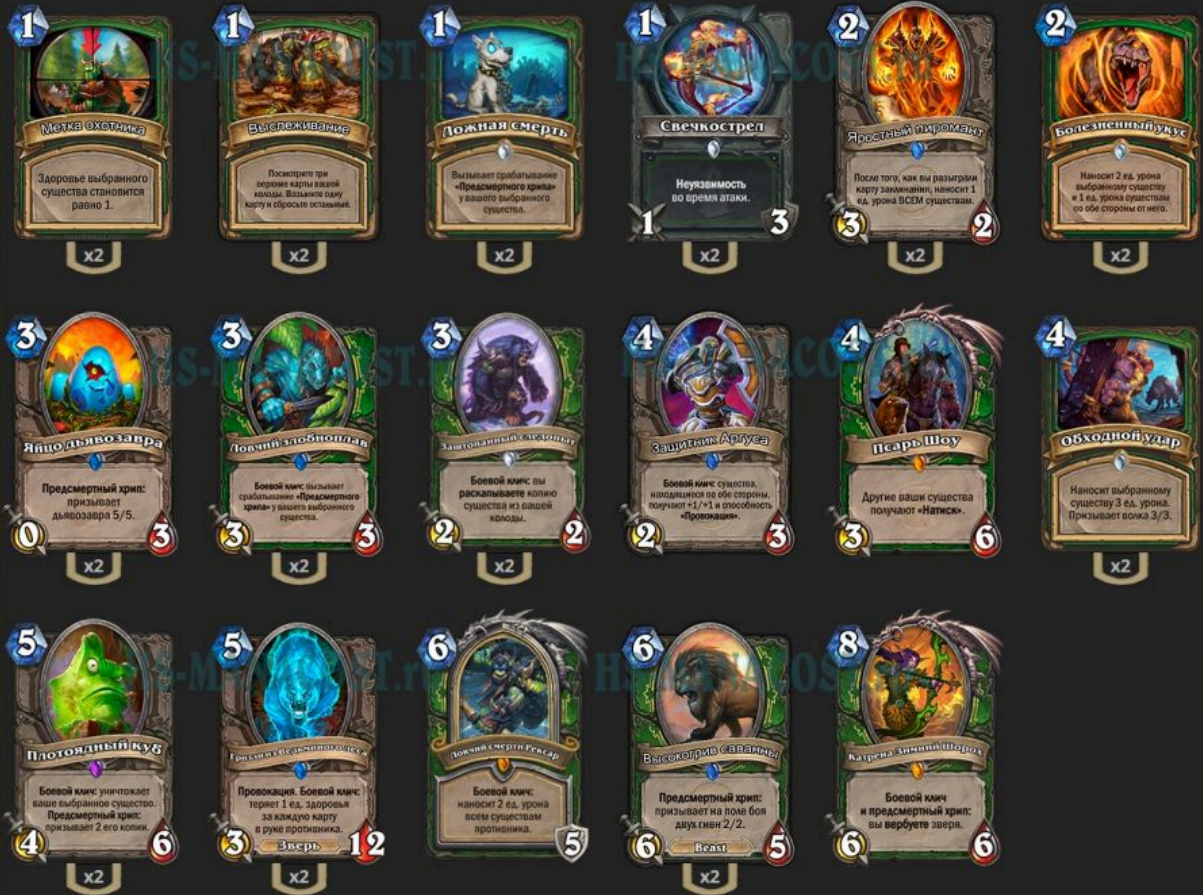 1
Метка охотника
Здоровье выбранного
существа становится
равно 1.
x2
1
Выслеживание
Посмотрите три
верхние карты вашей
колоды. Возьмите одну
карту и сбросьте остальные.
x2
1
Ложная смерть
Вызывает срабатывание
«Предсмертного хрипа»
у вашего выбранного
существа.
x2
1
Свечкострел
Неуязвимость
во время атаки.
1
3
x2
2
Яростный пиромант
После того, как вы разыграли
карту заклинания, наносит 1
ед. урона ВСЕМ существам.
3
2
x2
2
Болезненный укус
Наносит 2 ед. урона
выбранному существу
и 1 ед. урона существам
по обе стороны от него.
x2
3
Яйцо дьявозавра
Предсмертный хрип:
призывает
дьявозавра 5/5.
0
3
x2
3
Ловчий злобноплав
Боевой клич: вызывает
срабатывание «Предсмертного
хрипа» у вашего выбранного
существа.
3
3
x2
3
Заштопанный следопыт
Боевой клич: вы
раскапываете копию
существа из вашей
колоды.
2
2
x2
4
Защитник Аргуса
Боевой клич: существа,
находящиеся по обе стороны,
получают +1/+1 и способность
«Провокация».
2
3
4
Псарь Шоу
Другие ваши существа
получают «Натиск».
3
6
4
Обходной удар
Наносит выбранному
существу 3 ед. урона.
Призывает волка 3/3.
x2
5
Плотоядный куб
Боевой клич: уничтожает
ваше выбранное существо.
Предсмертный хрип:
призывает 2 его копии.
4
6
x2
5
Гризли из Ведьминого леса
Провокация. Боевой клич:
теряет 1 ед. здоровья
за каждую карту
в руке противника.
3
Зверь
12
x2
6
Ловчий смерти Рексар
Боевой клич:
наносит 2 ед. урона
всем существам
противника.
5
6
Высокогрив саванны
Предсмертный хрип:
призывает на поле боя
двух гиен 2/2.
6
Beast
5
x2
8
Катрена Зимний Шорох
Боевой клич
и предсмертный хрип:
вы вербуете зверя.
6
6